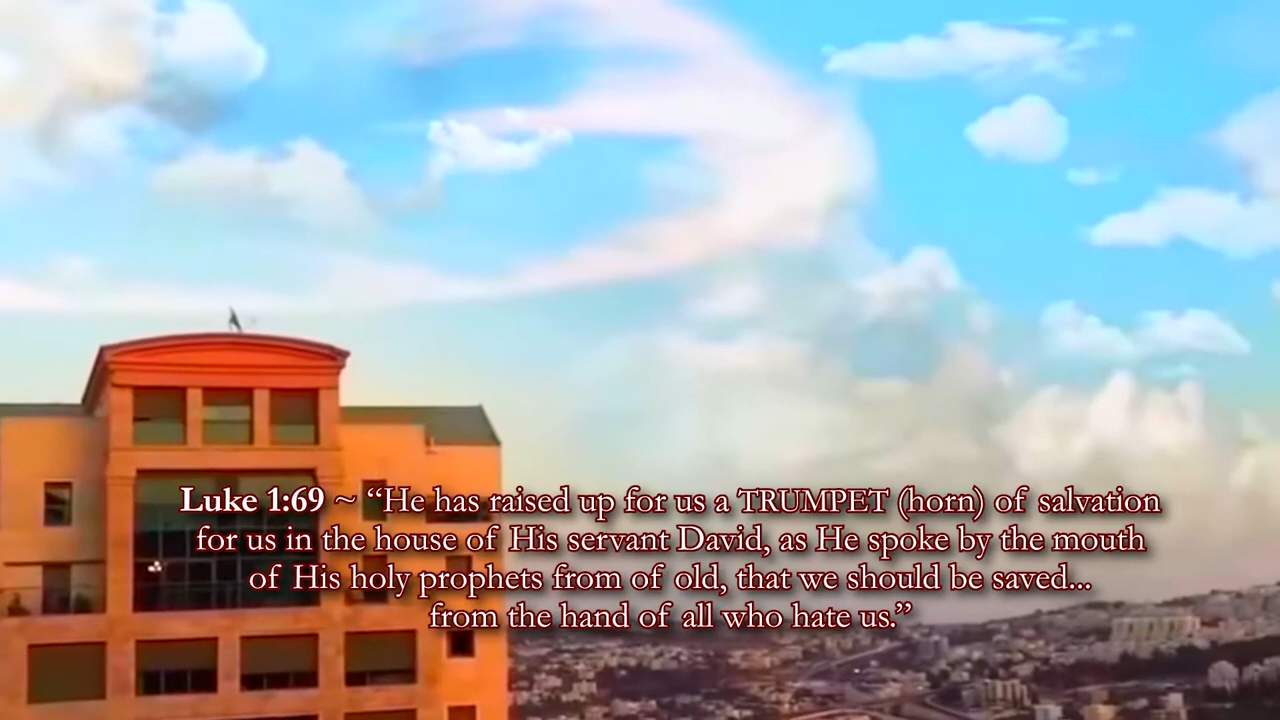 Luke 1:69 ~ “He has raised up for us a TRUMPET (horn) of salvation
for us in the house of His servant David, as He spoke by the mouth
of His holy prophets from of old, that we should be saved...
from the hand of all who hate us.”